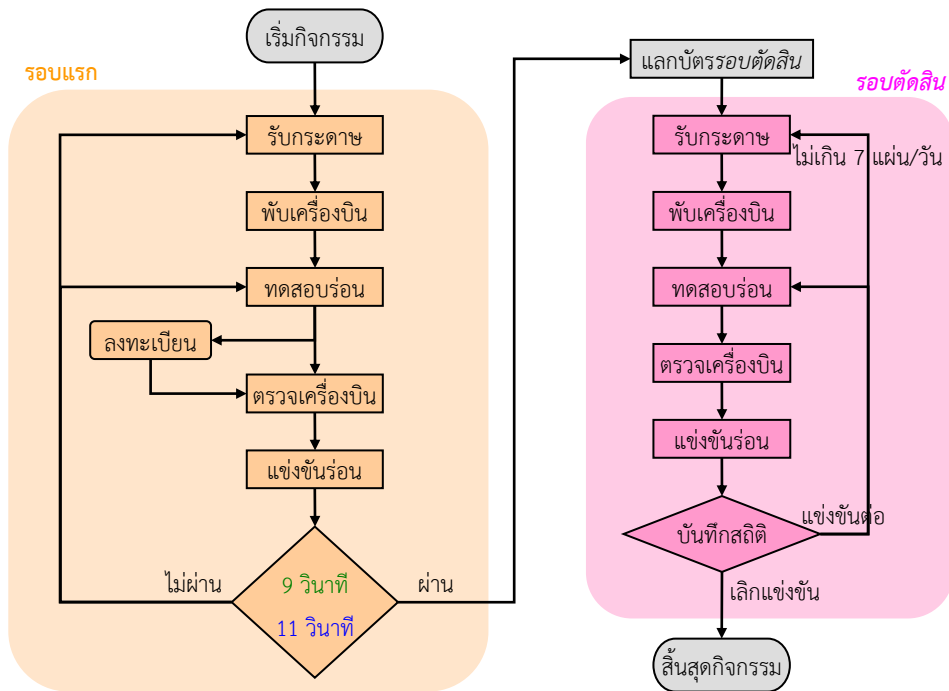 เริ่มกิจกรรม
รอบแรก
รับกระดาษ
พับเครื่องบิน
ทดสอบร่อน
ลงทะเบียน
ตรวจเครื่องบิน
แข่งขันร่อน
ไม่ผ่าน
9 วินาที
11 วินาที
ผ่าน
แลกบัตรรอบตัดสิน
รอบตัดสิน
รับกระดาษ
ไม่เกิน 7 แผ่น/วัน
พับเครื่องบิน
ทดสอบร่อน
ตรวจเครื่องบิน
แข่งขันร่อน
บันทึกสถิติ
แข่งขันต่อ
เลิกแข่งขัน
สิ้นสุดกิจกรรม